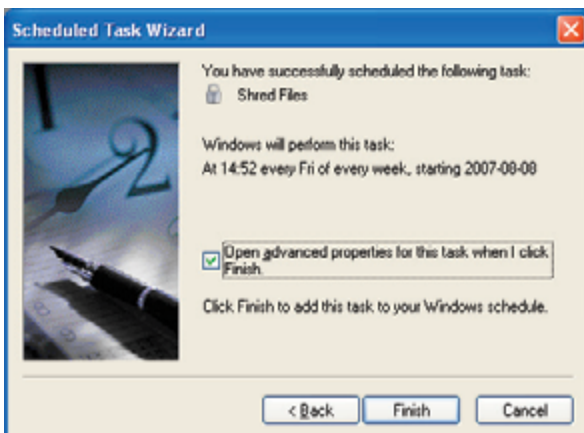 Scheduled Task Wizard
You have successfully scheduled the following task:
Shred Files
Windows will perform this task:
At 14:52 every Fri of every week, starting 2007-08-08
Open advanced properties for this task when I click
Finish.
Click Finish to add this task to your Windows schedule.
< Back Finish Cancel